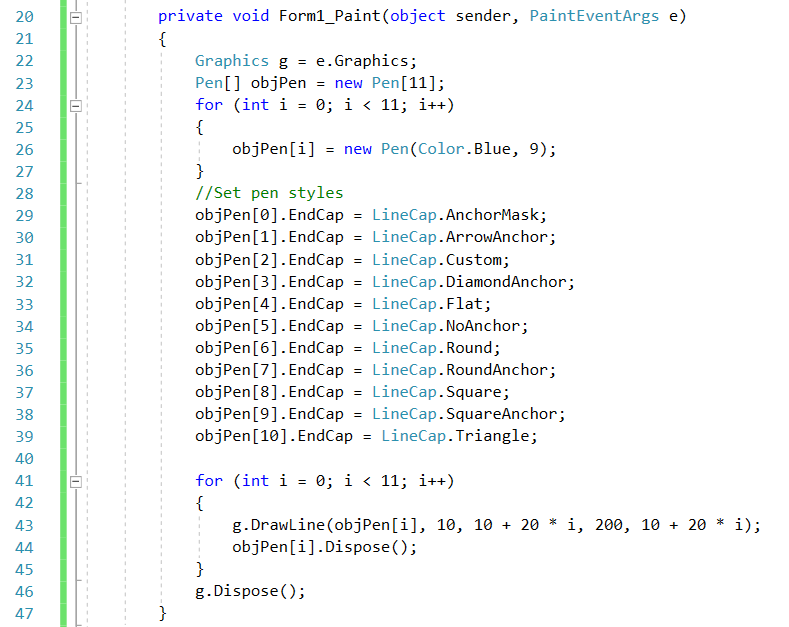 20 private void Form1_Paint(object sender, PaintEventArgs e)
21 {
22 Graphics g = e.Graphics;
23 Pen[] objPen = new Pen[11];
24 for (int i = 0; i < 11; i++)
25 {
26 objPen[i] = new Pen(Color.Blue, 9);
27 }
28 //Set pen styles
29 objPen[0].EndCap = LineCap.AnchorMask;
30 objPen[1].EndCap = LineCap.ArrowAnchor;
31 objPen[2].EndCap = LineCap.Custom;
32 objPen[3].EndCap = LineCap.DiamondAnchor;
33 objPen[4].EndCap = LineCap.Flat;
34 objPen[5].EndCap = LineCap.NoAnchor;
35 objPen[6].EndCap = LineCap.Round;
36 objPen[7].EndCap = LineCap.RoundAnchor;
37 objPen[8].EndCap = LineCap.Square;
38 objPen[9].EndCap = LineCap.SquareAnchor;
39 objPen[10].EndCap = LineCap.Triangle;
40
41 for (int i = 0; i < 11; i++)
42 {
43 g.DrawLine(objPen[i], 10, 10 + 20 * i, 200, 10 + 20 * i);
44 objPen[i].Dispose();
45 }
46 g.Dispose();
47 }